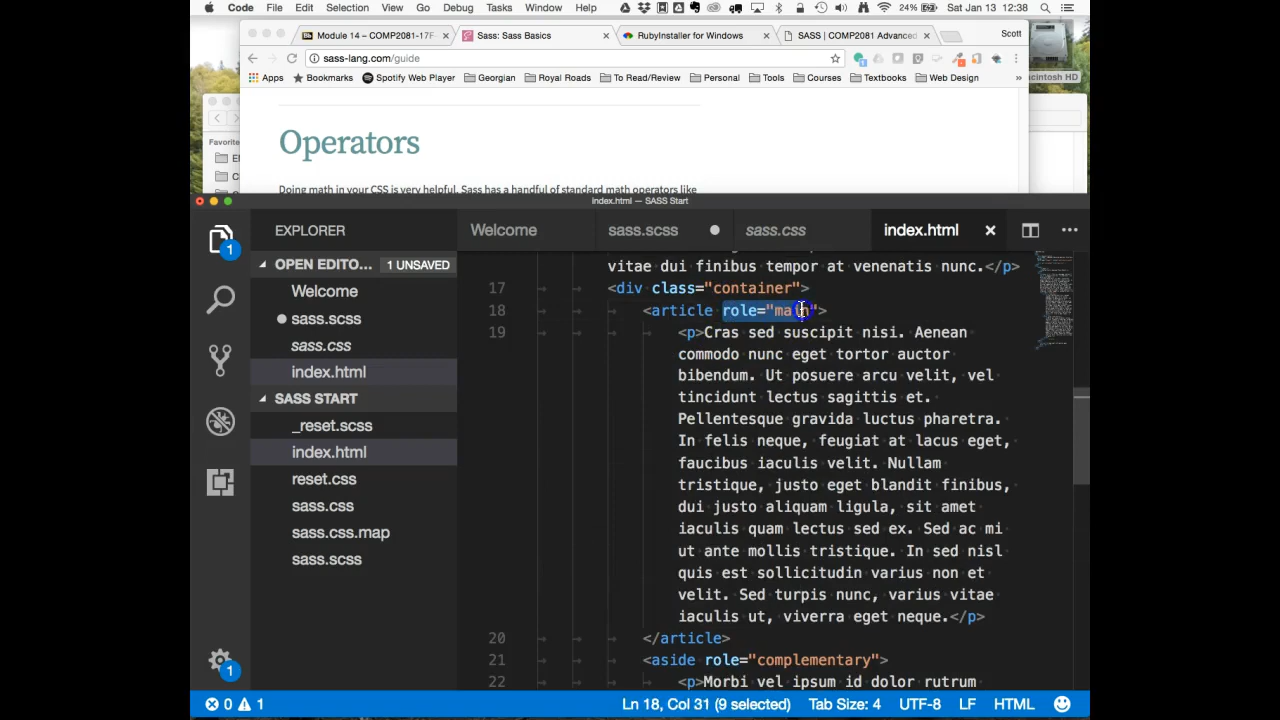 Code File Edit Selection View Go Debug Tasks Window Help 24% Sat Jan 13 12:38
COMP2081-17F- Sass: Sass Basics RubyInstaller for Windows SASS | COMP2081 Advanced Scott
sass-lang.com/guide
Apps Bookmarks Spotify Web Player Georgian Royal Roads To Read/Review Personal Tools Courses Textbooks Web Design »
acintosh HD
Favorite
Operators
Doing math in your CSS is very helpful. Sass has a handful of standard math operators like
index.html — SASS Start
EXPLORER Welcome sass.scss sass.css index.html
OPEN EDITO... 1 UNSAVED
Welcome
sass.scss
sass.css
index.html
SASS START
_reset.scss
index.html
reset.css
sass.css
sass.css.map
sass.scss
1
1
vitae dui finibus tempor at venenatis nunc.</p>
17 <div class="container">
18 <article role="main">
19 <p>Cras sed suscipit nisi. Aenean
commodo nunc eget tortor auctor
bibendum. Ut posuere arcu velit, vel
tincidunt lectus sagittis et.
Pellentesque gravida luctus pharetra.
In felis neque, feugiat at lacus eget,
faucibus iaculis velit. Nullam
tristique, justo eget blandit finibus,
dui justo aliquam ligula, sit amet
iaculis quam lectus sed ex. Sed ac mi
ut ante mollis tristique. In sed nisl
quis est sollicitudin varius non et
velit. Sed turpis nunc, varius vitae
iaculis ut, viverra eget neque.</p>
20 </article>
21 <aside role="complementary">
22 <p>Morbi vel ipsum id dolor rutrum
0 1 Ln 18, Col 31 (9 selected) Tab Size: 4 UTF-8 LF HTML